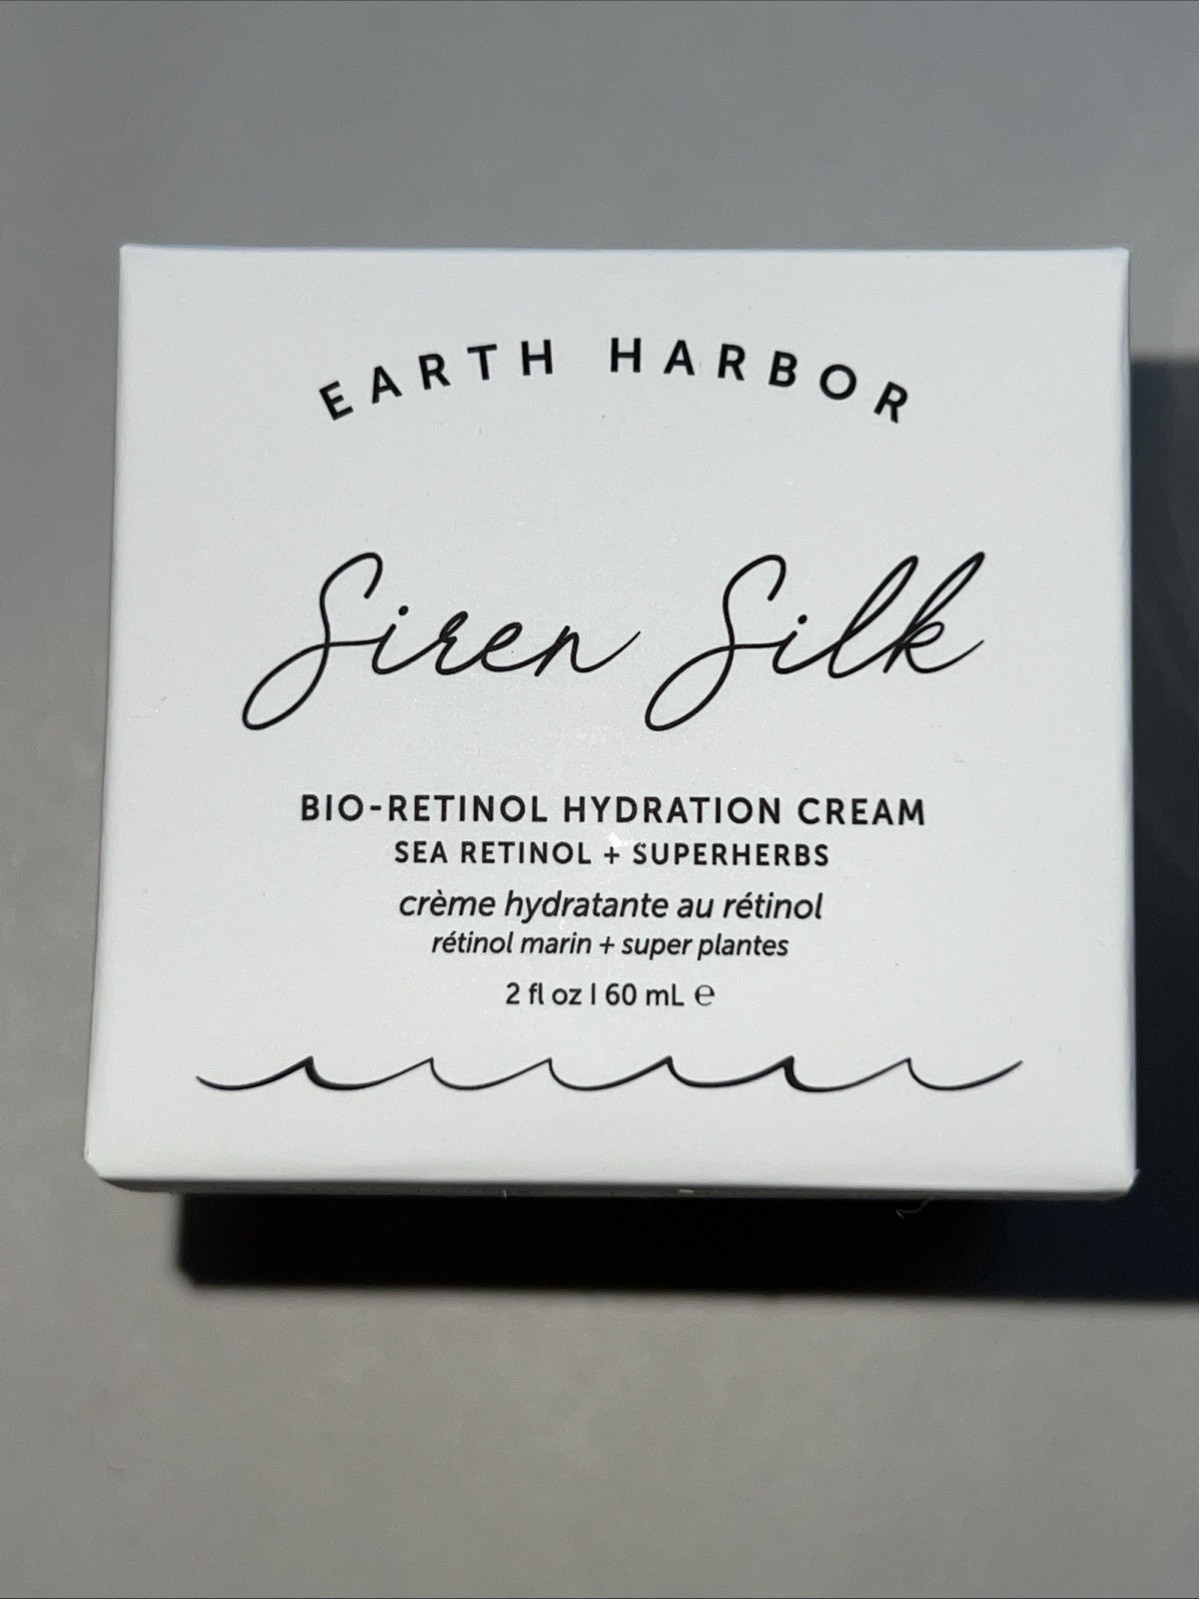 EARTH HARBOR
Siren Silk
BIO-RETINOL HYDRATION CREAM
SEA RETINOL + SUPERHERBS
crème hydratante au rétinol
rétinol marin + super plantes
2 fl oz | 60 mL ℮